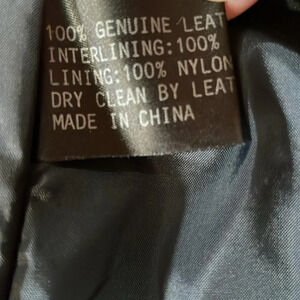 100% GENUINE LEAT
INTERLINING:100%
LINING:100% NYLON
DRY CLEAN BY LEAT
MADE IN CHINA